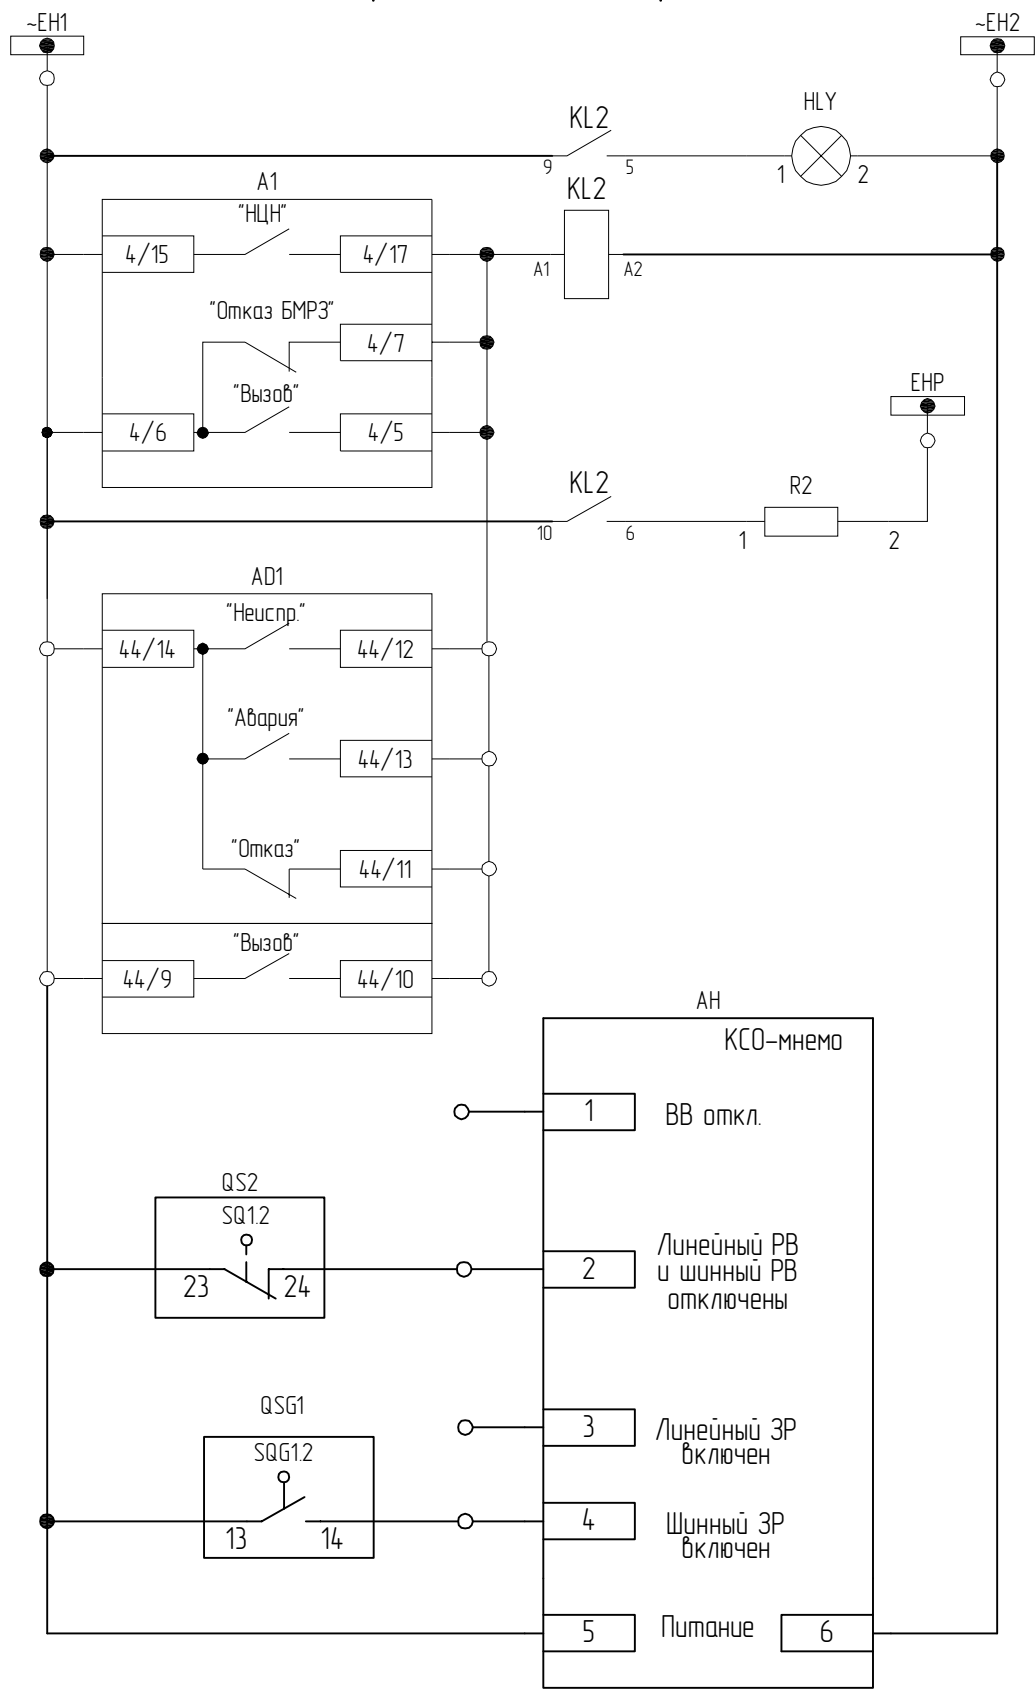 ~EH1
~EH2
HLY
KL2
9
5
1
2
A1
KL2
"НЦН"
4/15
4/17
A1
A2
"Отказ БМРЗ"
4/7
"Вызов"
4/6
4/5
EHP
KL2
R2
10
6
1
2
AD1
"Неиспр."
44/14
44/12
"Авария"
44/13
"Отказ"
44/11
"Вызов"
44/9
44/10
AH
КСО-мнемо
1
ВВ откл.
QS2
SQ1.2
23
24
2
Линейный РВ
и шинный РВ
отключены
QSG1
SQG1.2
13
14
3
Линейный ЗР
включен
4
Шинный ЗР
включен
5
Питание
6